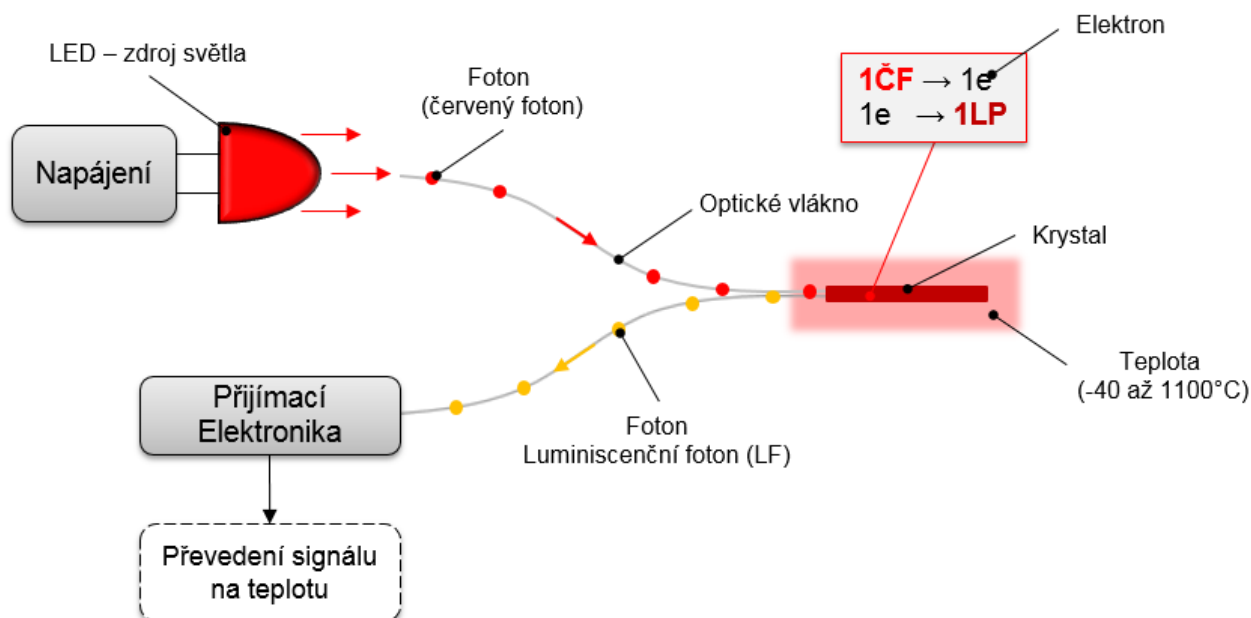 LED – zdroj světla
Foton
(červený foton)
Elektron
1ČF → 1e
1e → 1LP
Napájení
Optické vlákno
Krystal
Teplota
(-40 až 1100°C)
Přijímací
Elektronika
Foton
Luminiscenční foton (LF)
Převedení signálu
na teplotu